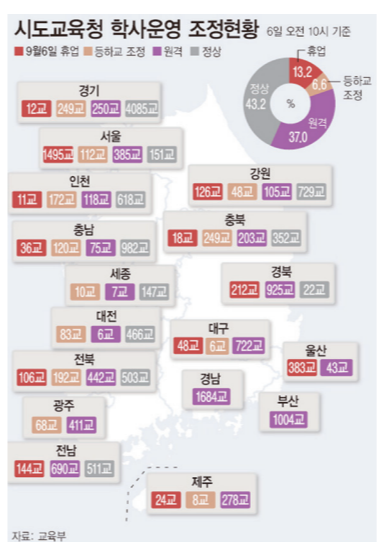 시도교육청 학사운영 조정현황 6일 오전 10시 기준
9월6일 휴업 등하교 조정 원격 정상
휴업
13.2
등하교
조정
6.6
정상
43.2
%
원격
37.0
경기
12교 249교 250교 4085교
서울
1495교 112교 385교 151교
인천
11교 172교 118교 618교
강원
126교 48교 105교 729교
충남
36교 120교 75교 982교
충북
18교 249교 203교 352교
세종
10교 7교 147교
경북
212교 925교 22교
대전
83교 6교 466교
대구
48교 6교 722교
울산
383교 43교
전북
106교 192교 442교 503교
경남
1684교
부산
1004교
광주
68교 411교
전남
144교 690교 511교
제주
24교 8교 278교
자료: 교육부